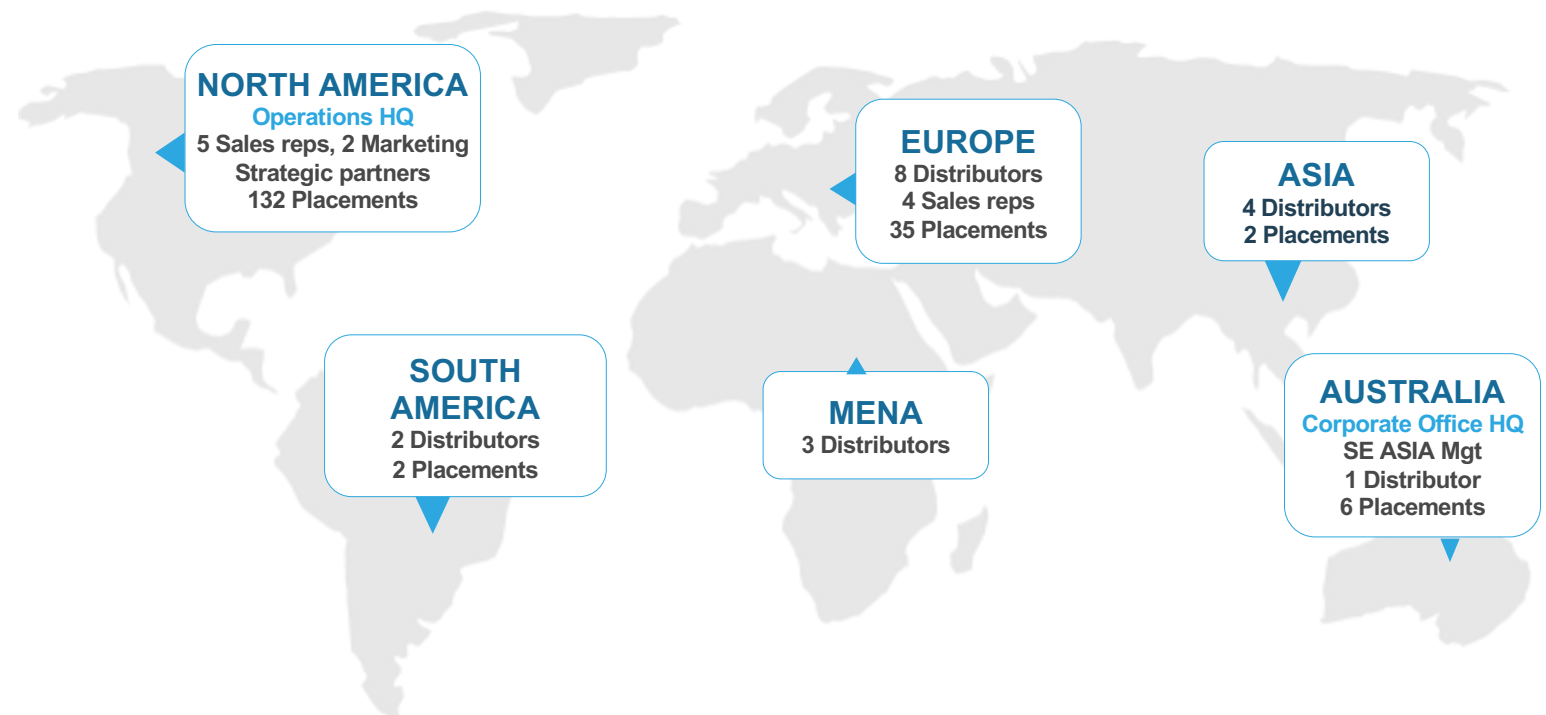 NORTH AMERICA
Operations HQ
5 Sales reps, 2 Marketing
Strategic partners
132 Placements
EUROPE
8 Distributors
4 Sales reps
35 Placements
ASIA
4 Distributors
2 Placements
SOUTH
AMERICA
2 Distributors
2 Placements
MENA
3 Distributors
AUSTRALIA
Corporate Office HQ
SE ASIA Mgt
1 Distributor
6 Placements